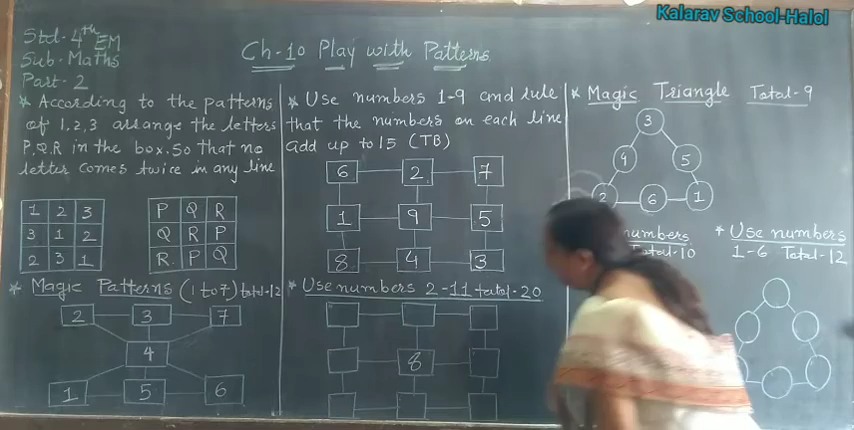 Kalarav School-Halol
Std-4th EM
Sub-Maths
Part-2
Ch-10 Play with Patterns
* According to the patterns
of 1,2,3 arrange the letters
P,Q,R in the box. So that no
letter comes twice in any line
1 2 3
3 1 2
2 3 1
P Q R
Q R P
R P Q
* Magic Patterns (1 to 7) total-12
2 3 7
4
1 5 6
* Use numbers 1-9 and rule
that the numbers on each line
add up to 15 (TB)
6 2 7
1 9 5
8 4 3
* Use numbers 2-11 total-20
8
* Magic Triangle Total-9
3
4 5
2 6 1
numbers
Total-10
* Use numbers
1-6 Total-12